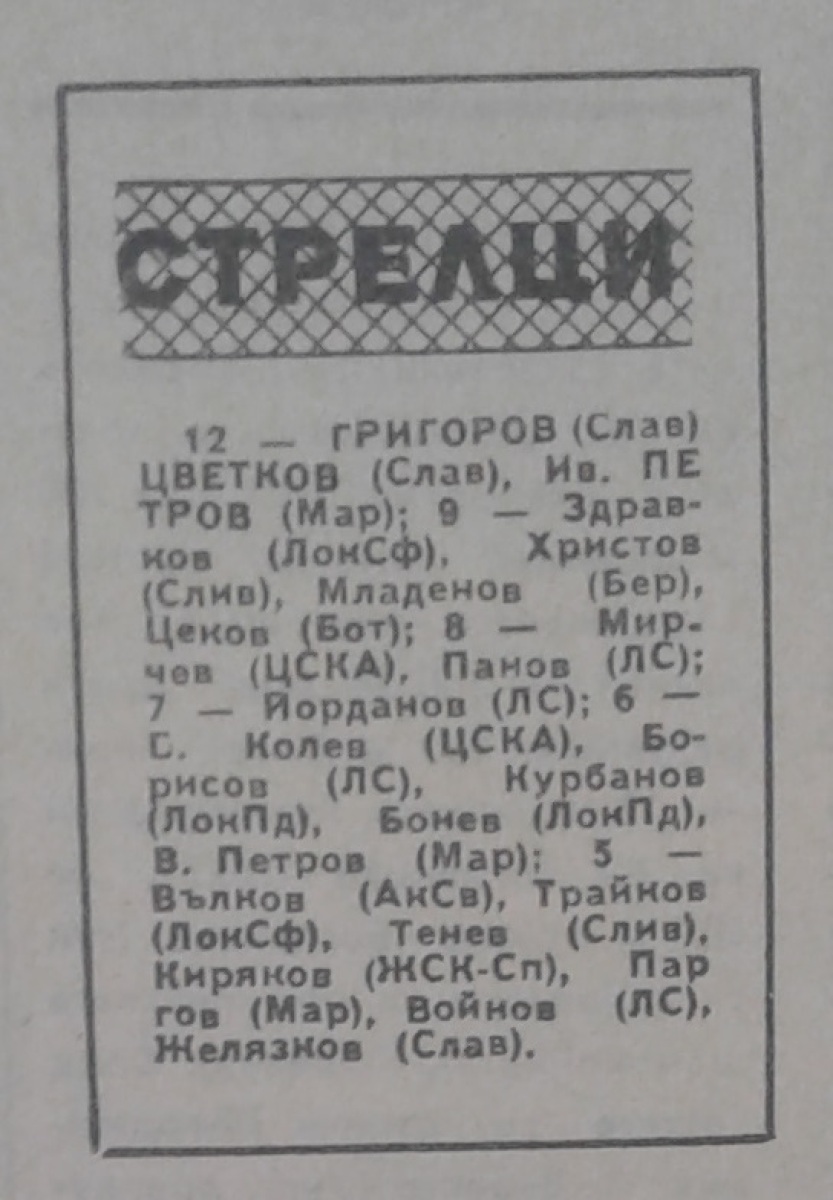 СТРЕЛЦИ
12 — ГРИГОРОВ (Слав)
ЦВЕТКОВ (Слав), Ив. ПЕ
ТРОВ (Мар); 9 — Здрав-
ков (ЛокСф), Христов
(Слив), Младенов (Бер),
Цеков (Бот); 8 — Мир-
чев (ЦСКА), Панов (ЛС);
7 — Йорданов (ЛС); 6 —
Колев (ЦСКА), Бо-
рисов (ЛС), Курбанов
(ЛокПд), Бонев (ЛокПд),
В. Петров (Мар); 5 —
Вълков (АкСв), Трайков
(ЛокСф), Тенев (Слив),
Киряков (ЖСК-Сп), Пар
гов (Мар), Войнов (ЛС),
Желязков (Слав).